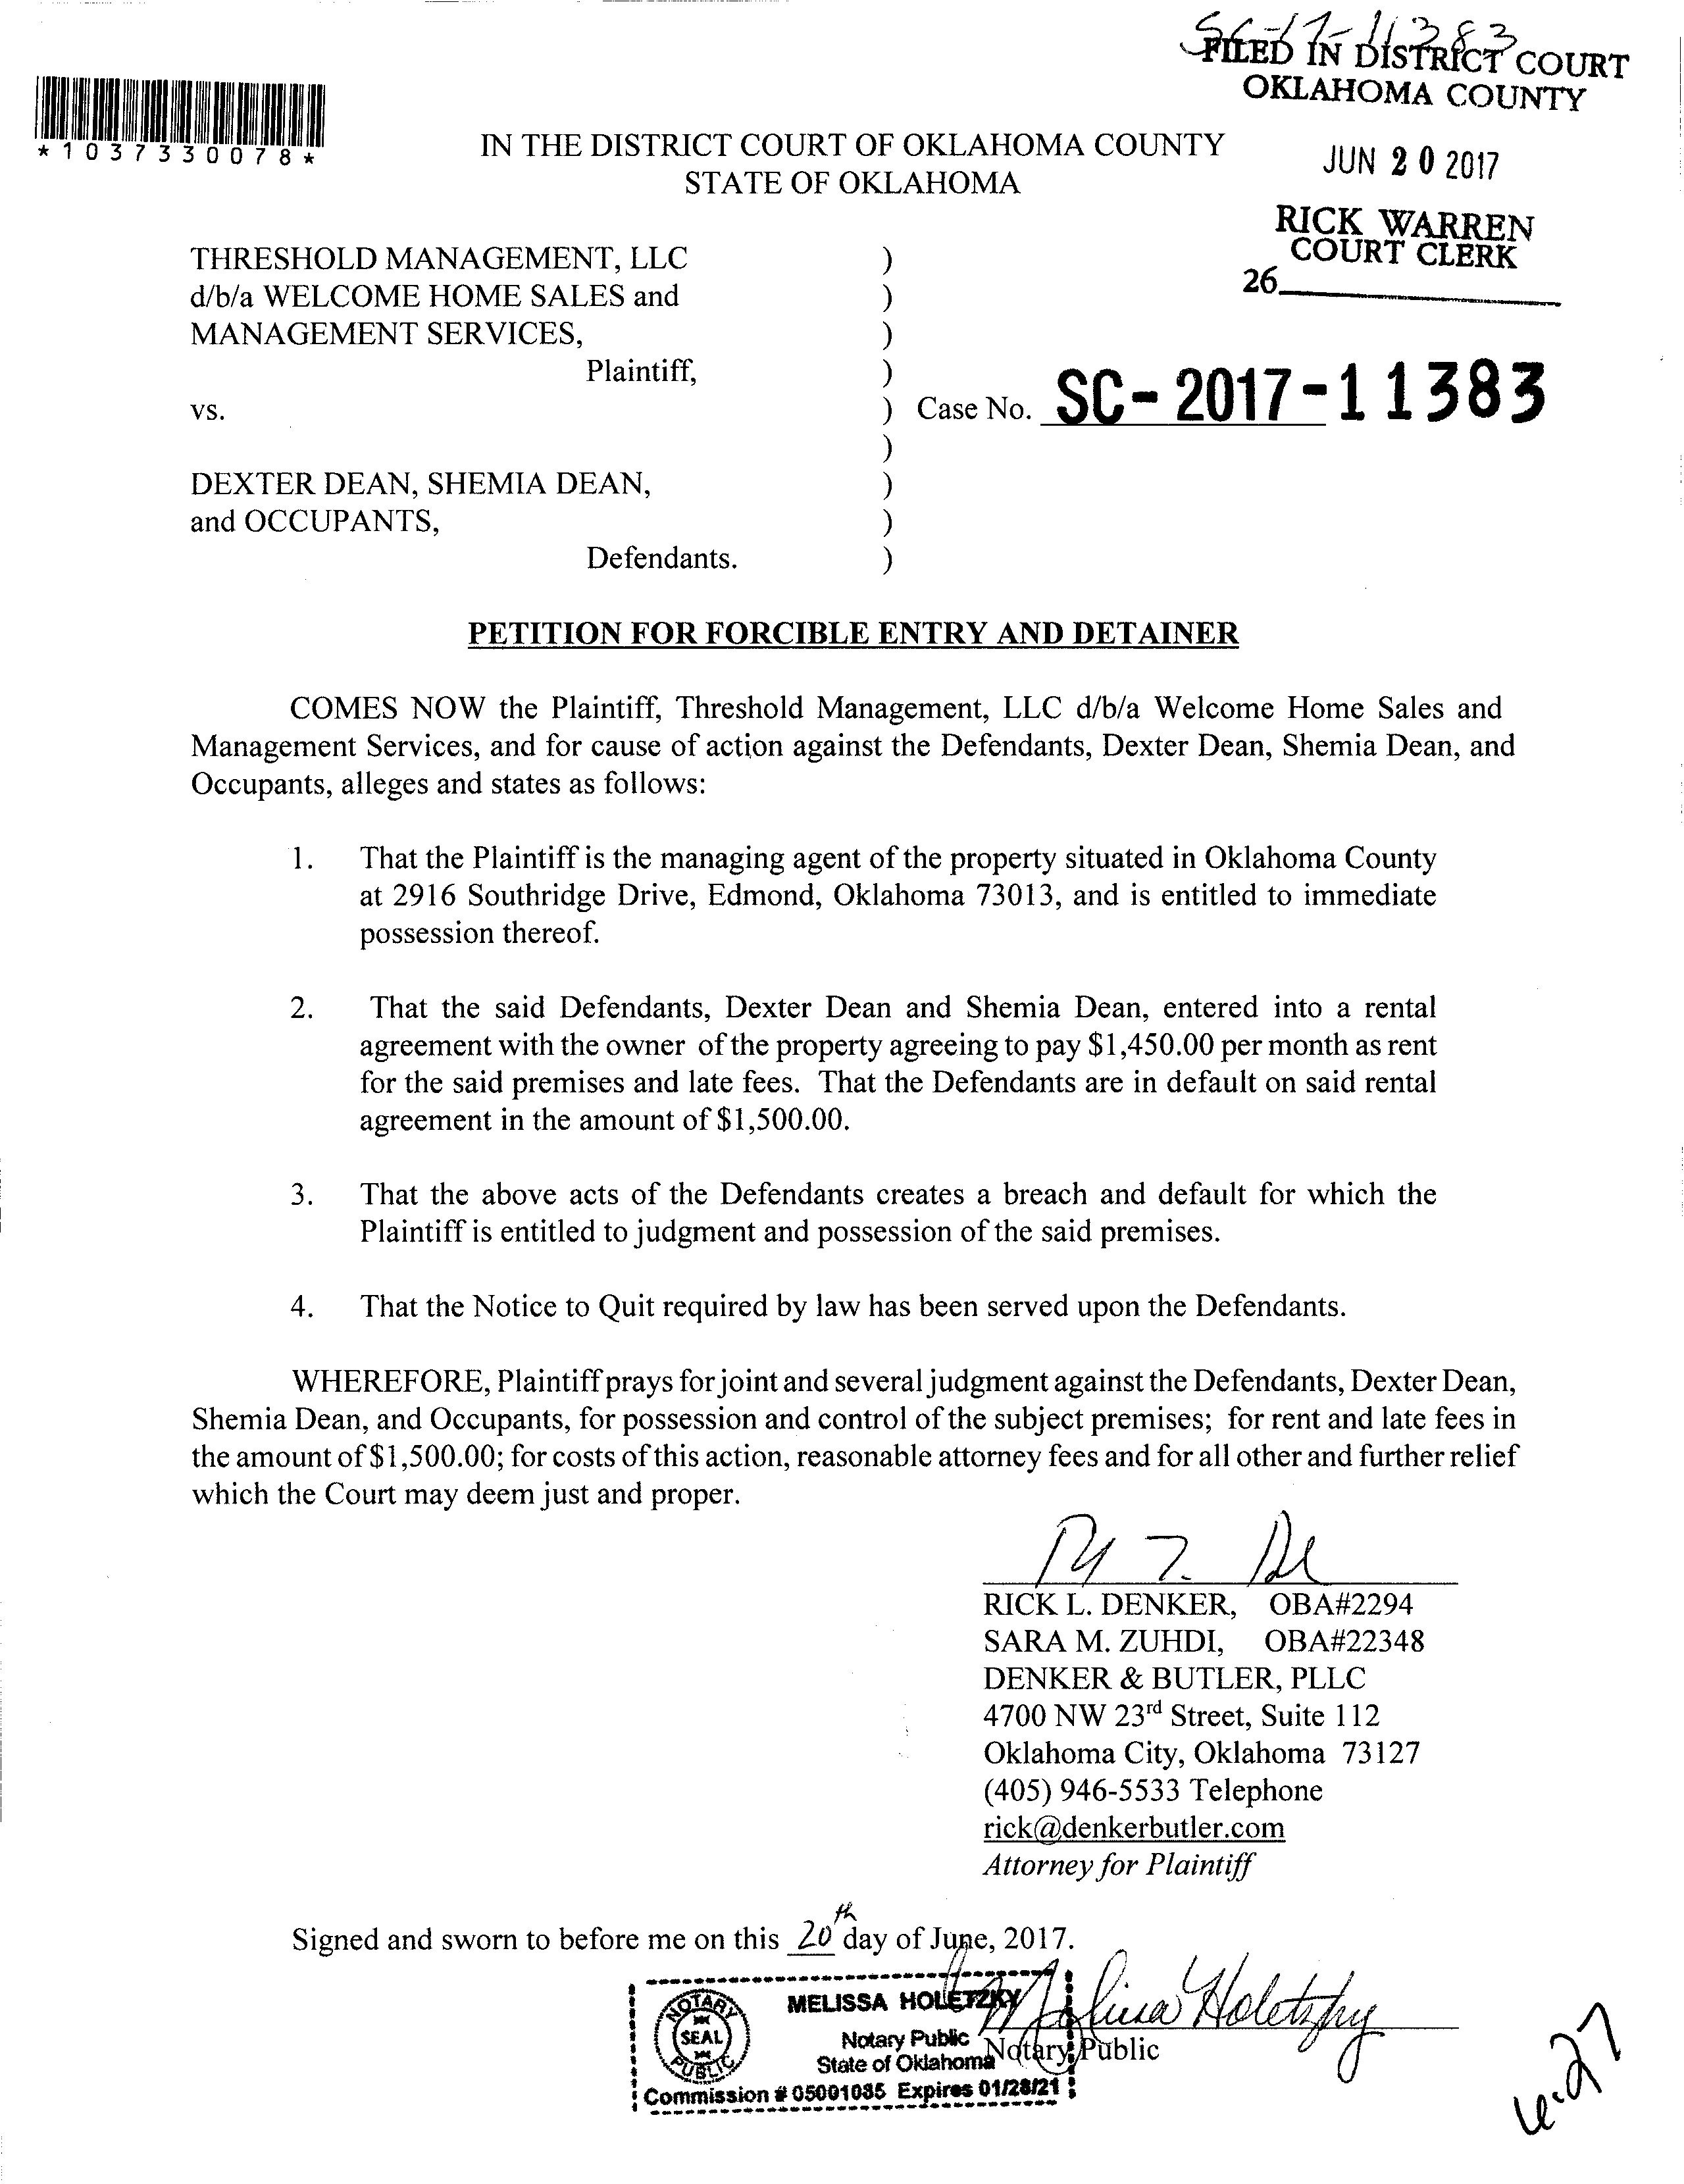 SC-17-11383
FILED IN DISTRICT COURT
OKLAHOMA COUNTY
*1037330078*
IN THE DISTRICT COURT OF OKLAHOMA COUNTY
STATE OF OKLAHOMA
JUN 20 2017
RICK WARREN
COURT CLERK
26
THRESHOLD MANAGEMENT, LLC )
d/b/a WELCOME HOME SALES and )
MANAGEMENT SERVICES, )
Plaintiff, )
vs. ) Case No. SC-2017-11383
)
DEXTER DEAN, SHEMIA DEAN, )
and OCCUPANTS, )
Defendants. )
PETITION FOR FORCIBLE ENTRY AND DETAINER
COMES NOW the Plaintiff, Threshold Management, LLC d/b/a Welcome Home Sales and
Management Services, and for cause of action against the Defendants, Dexter Dean, Shemia Dean, and
Occupants, alleges and states as follows:
1. That the Plaintiff is the managing agent of the property situated in Oklahoma County
at 2916 Southridge Drive, Edmond, Oklahoma 73013, and is entitled to immediate
possession thereof.
2. That the said Defendants, Dexter Dean and Shemia Dean, entered into a rental
agreement with the owner of the property agreeing to pay $1,450.00 per month as rent
for the said premises and late fees. That the Defendants are in default on said rental
agreement in the amount of $1,500.00.
3. That the above acts of the Defendants creates a breach and default for which the
Plaintiff is entitled to judgment and possession of the said premises.
4. That the Notice to Quit required by law has been served upon the Defendants.
WHEREFORE, Plaintiff prays for joint and several judgment against the Defendants, Dexter Dean,
Shemia Dean, and Occupants, for possession and control of the subject premises; for rent and late fees in
the amount of $1,500.00; for costs of this action, reasonable attorney fees and for all other and further relief
which the Court may deem just and proper.
RICK L. DENKER, OBA#2294
SARA M. ZUHDI, OBA#22348
DENKER & BUTLER, PLLC
4700 NW 23rd Street, Suite 112
Oklahoma City, Oklahoma 73127
(405) 946-5533 Telephone
rick@denkerbutler.com
Attorney for Plaintiff
Signed and sworn to before me on this 20th day of June, 2017.
NOTARY SEAL PUBLIC
MELISSA HOLETZKY
Notary Public
State of Oklahoma
Commission # 05001085 Expires 01/28/21
Melissa Holetzky
Notary Public
6-27